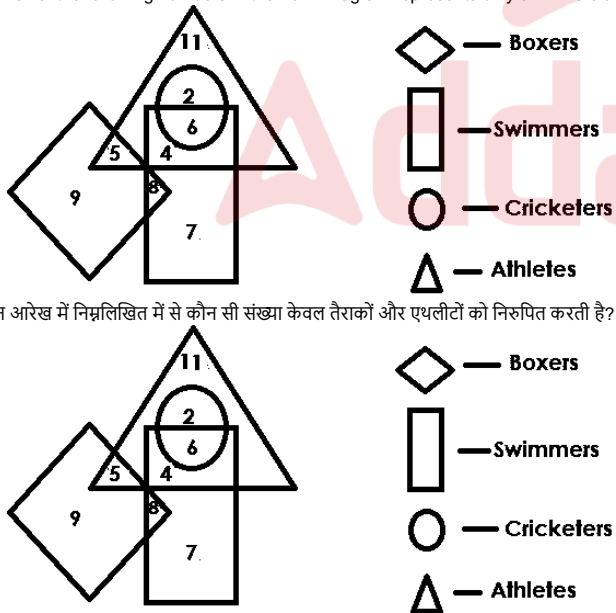 11
Boxers
2
6
Swimmers
5
4
8
9
Cricketers
7.
Athletes
आरेख में निम्नलिखित में से कौन सी संख्या केवल तैराकों और एथलीटों को निरुपित करती है?
11
Boxers
2
6
Swimmers
5
4
8
9
Cricketers
7.
Athletes